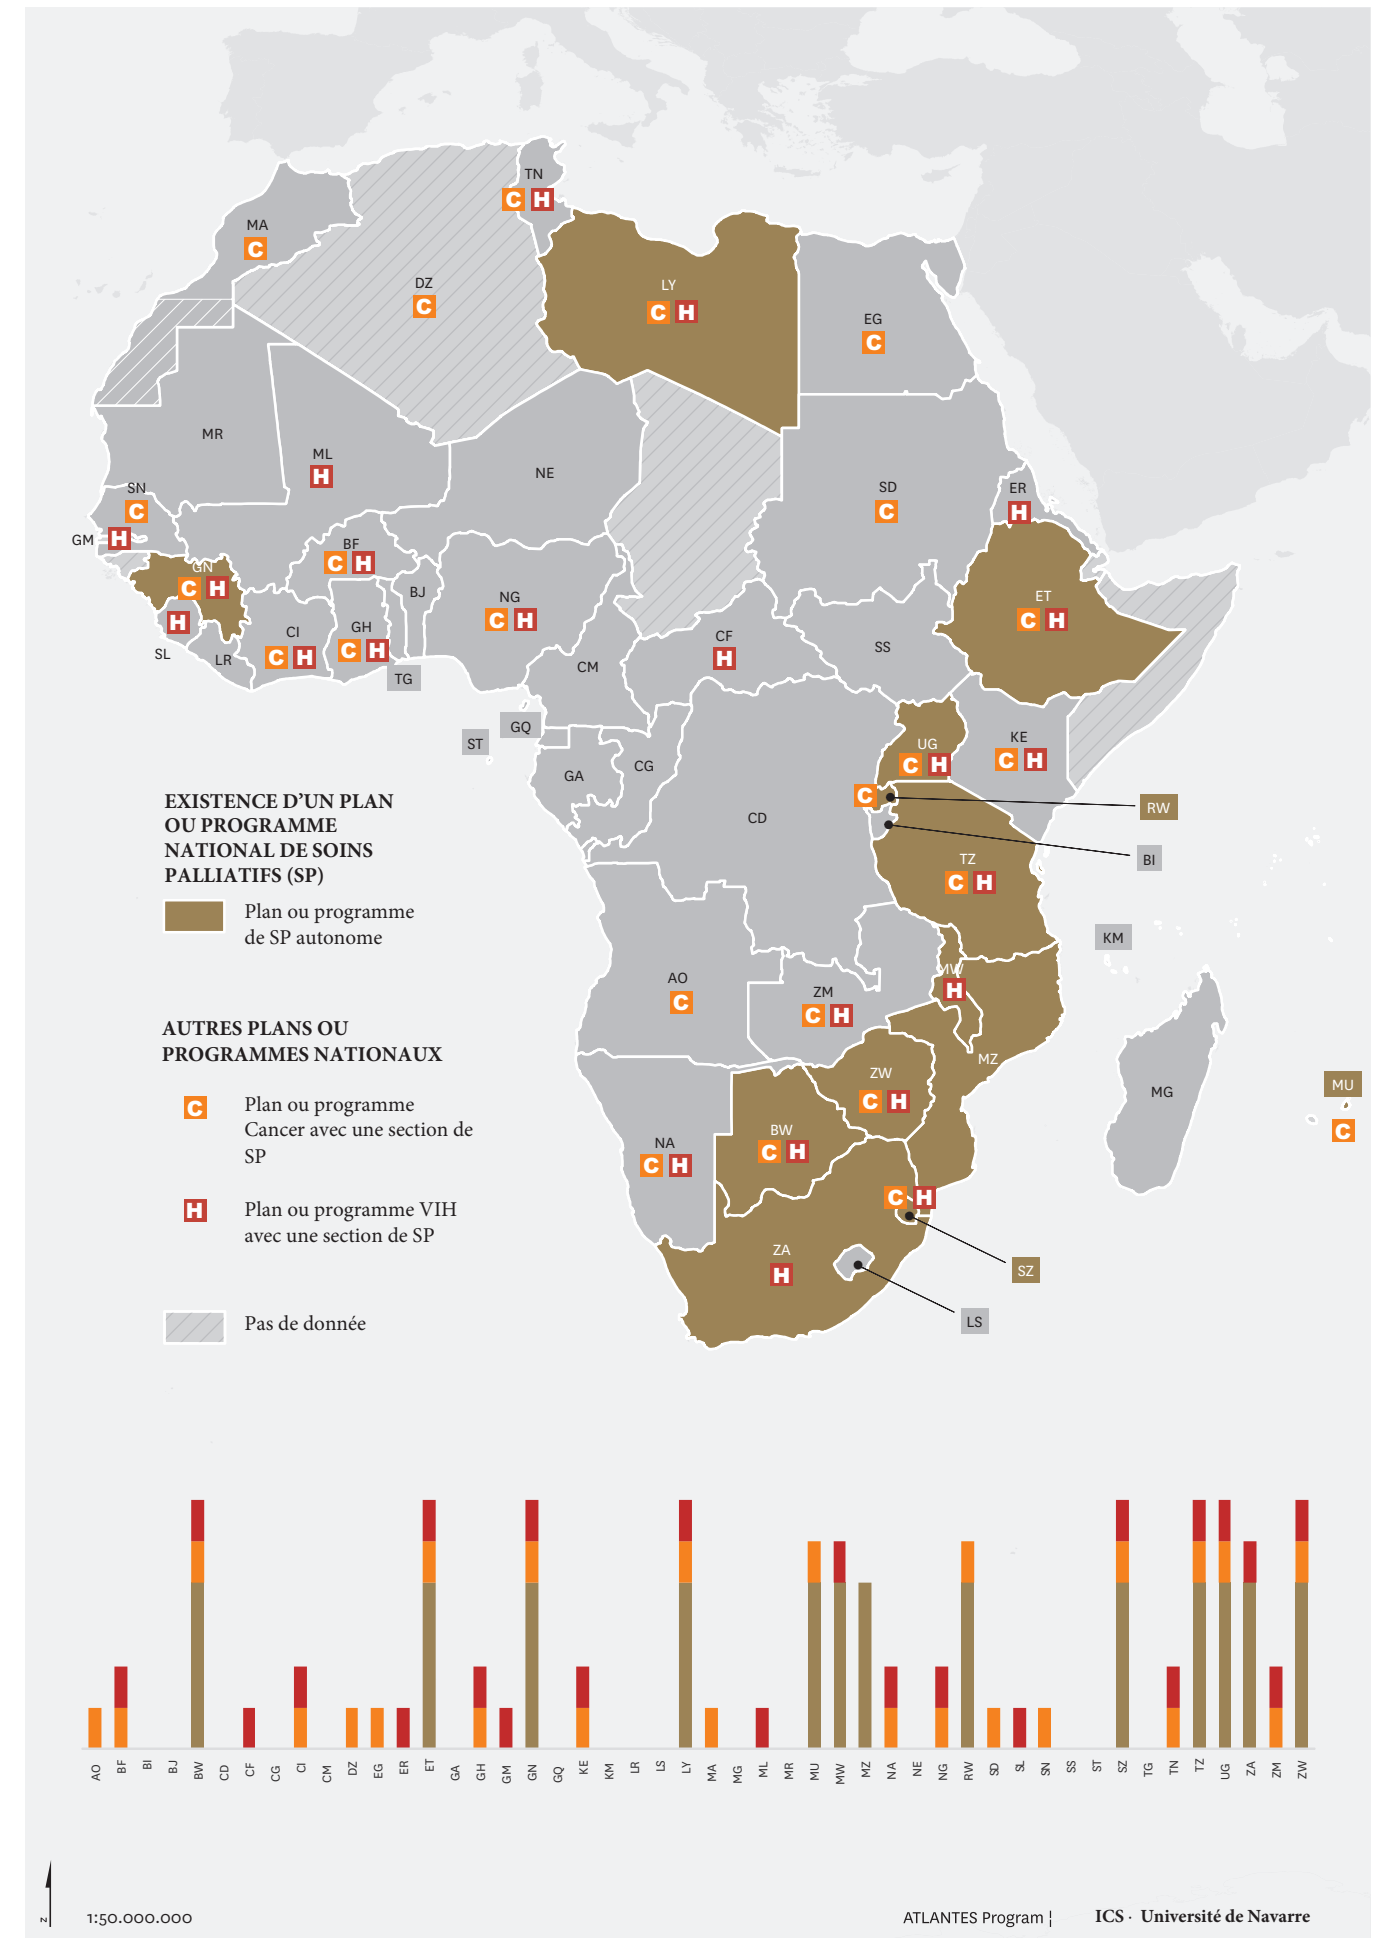 TN
C H
MA
C
DZ
C
LY
C H
EG
C
MR
ML
H
NE
SN
C
SD
C
ER
H
GM H
BF
C H
GN
C H
BJ
NG
C H
ET
C H
H
SL
LR
CI
C H
GH
C H
TG
CM
CF
H
SS
GQ
ST
GA
CG
UG
C H
KE
C H
C
RW
CD
BI
TZ
C H
KM
EXISTENCE D’UN PLAN
OU PROGRAMME
NATIONAL DE SOINS
PALLIATIFS (SP)
Plan ou programme
de SP autonome
AO
C
ZM
C H
MW
H
MZ
AUTRES PLANS OU
PROGRAMMES NATIONAUX
C
Plan ou programme
Cancer avec une section de
SP
H
Plan ou programme VIH
avec une section de SP
Pas de donnée
ZW
C H
MG
MU
C
NA
C H
BW
C H
C H
ZA
H
SZ
LS
AO BF BI BJ BW CD CF CG CI CM DZ EG ER ET GA GH GM GN GQ KE KM LR LS LY MA MG ML MR MU MW MZ NA NE NG RW SD SL SN SS ST SZ TG TN TZ UG ZA ZM ZW
N
1:50.000.000
ATLANTES Program ¦ ICS · Université de Navarre